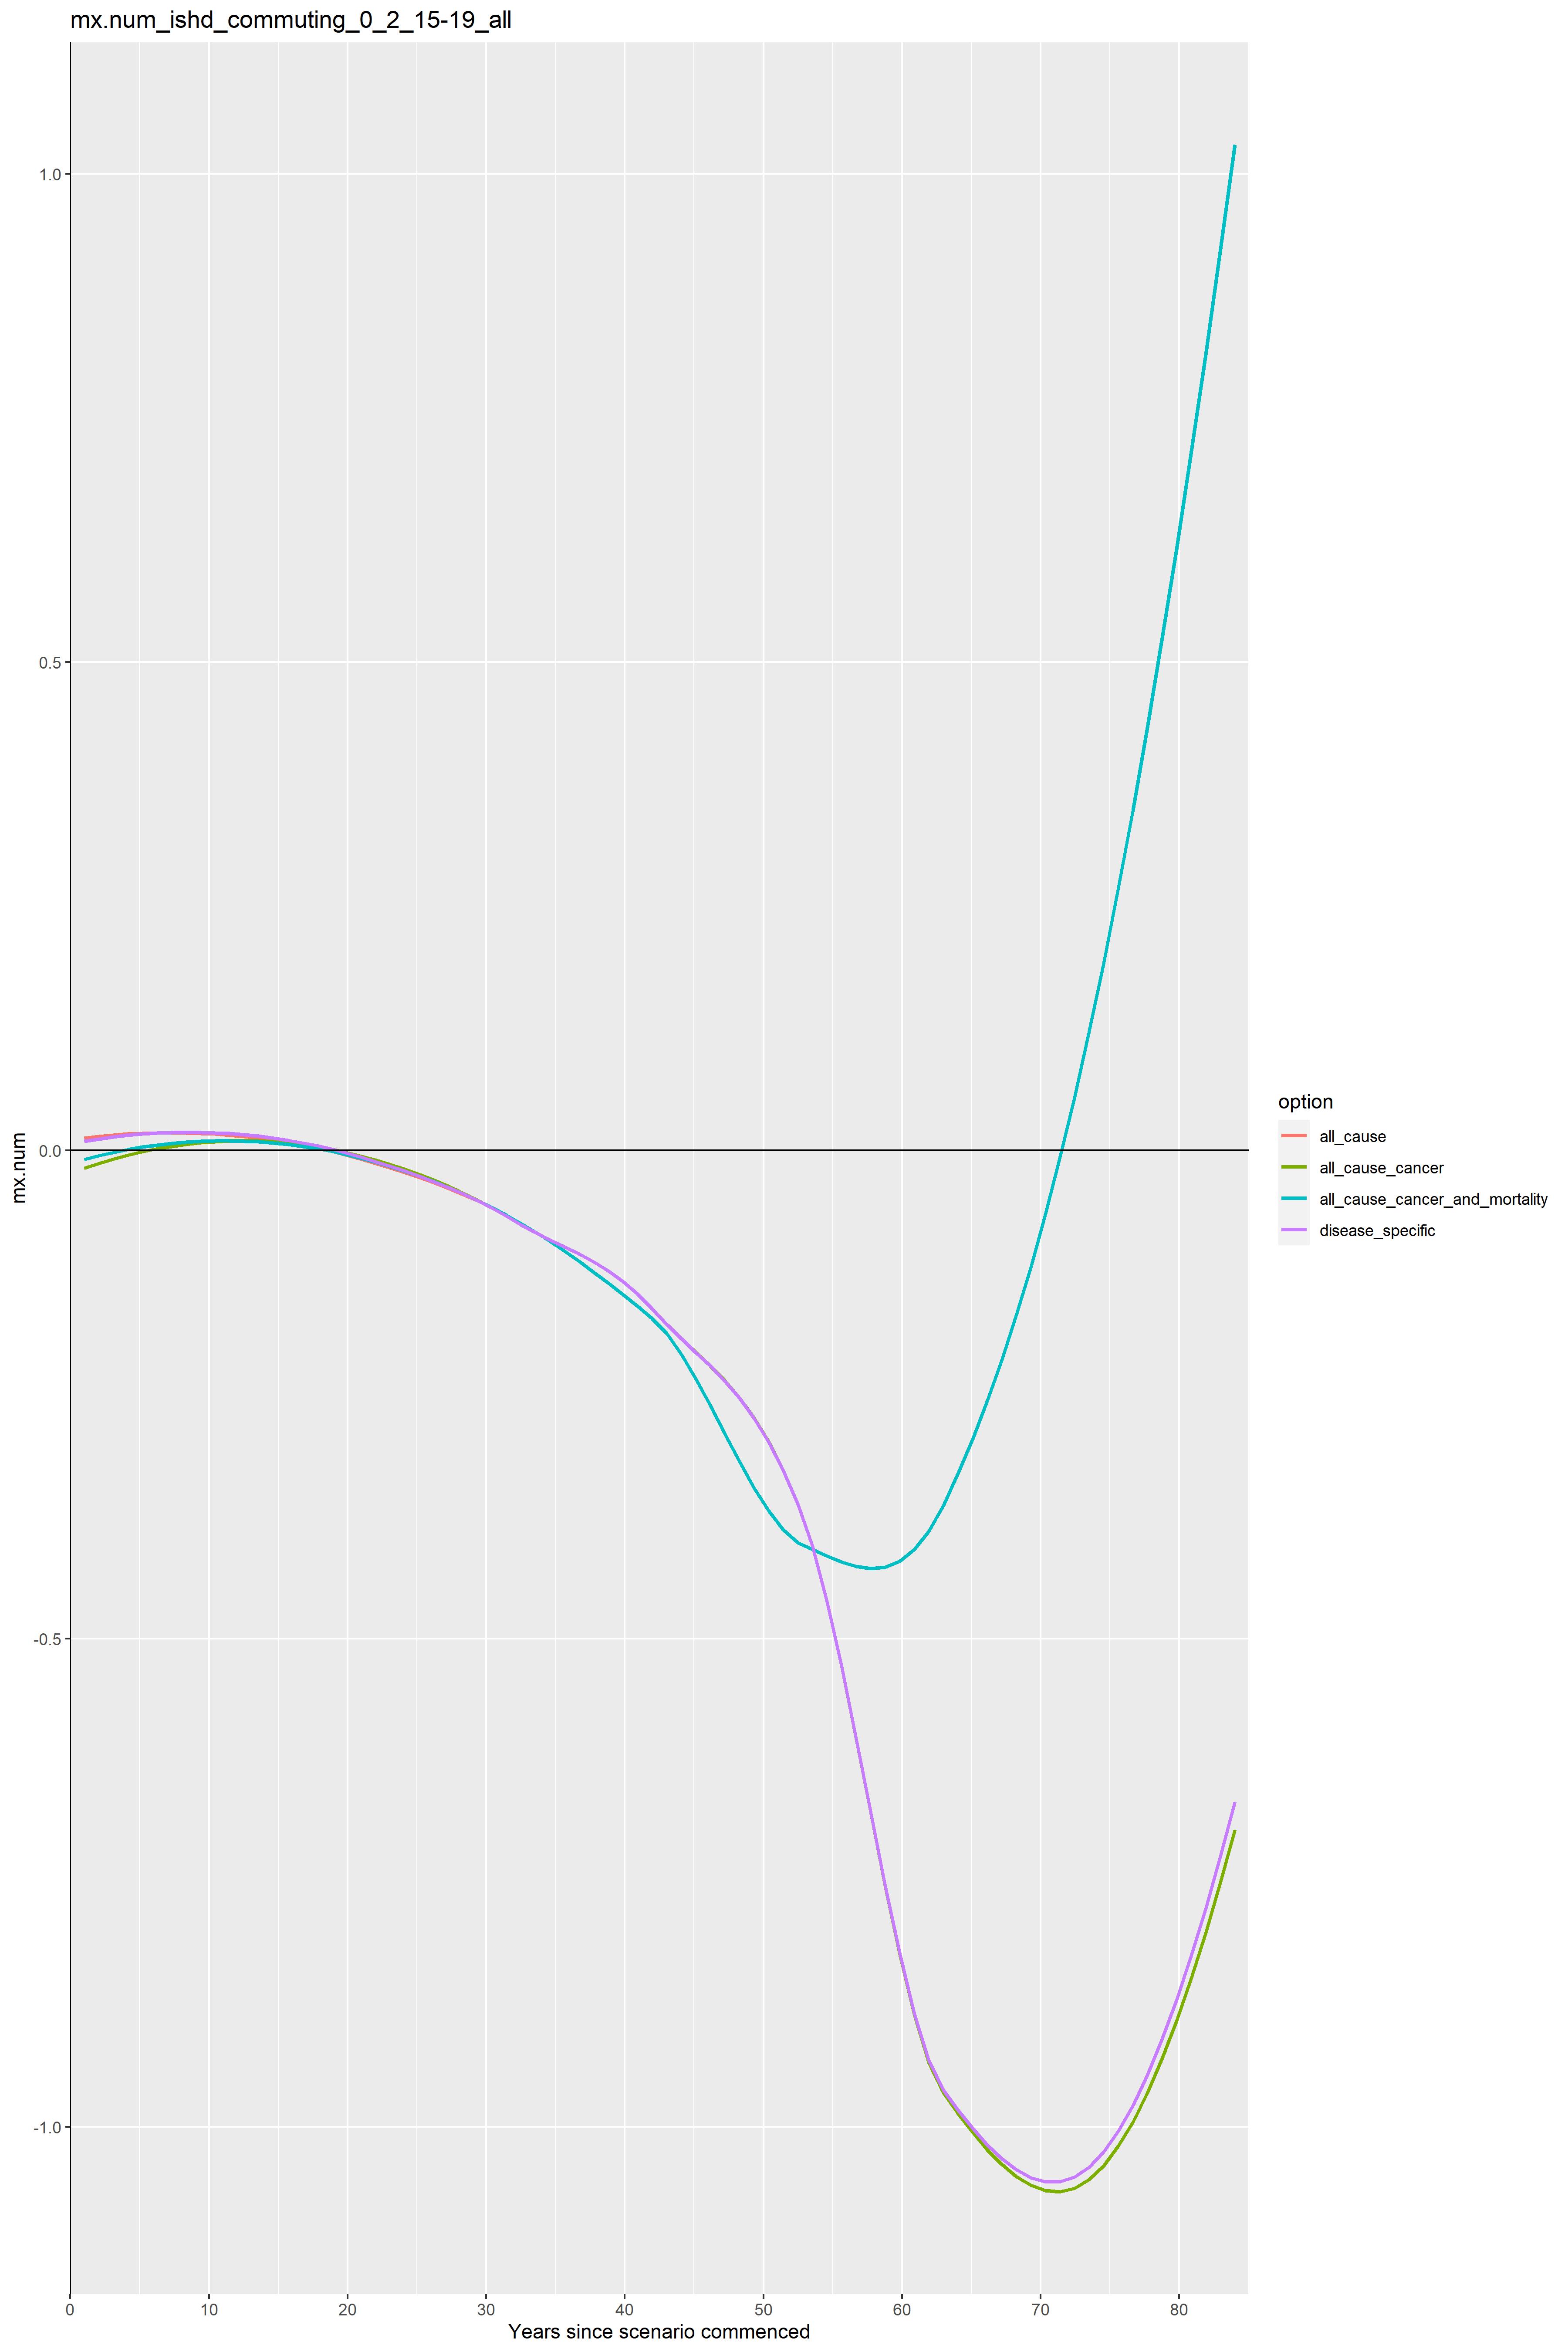 mx.num_ishd_commuting_0_2_15-19_all
1.0
0.5
0.0
-0.5
-1.0
mx.num
0 10 20 30 40 50 60 70 80
Years since scenario commenced
option
all_cause
all_cause_cancer
all_cause_cancer_and_mortality
disease_specific